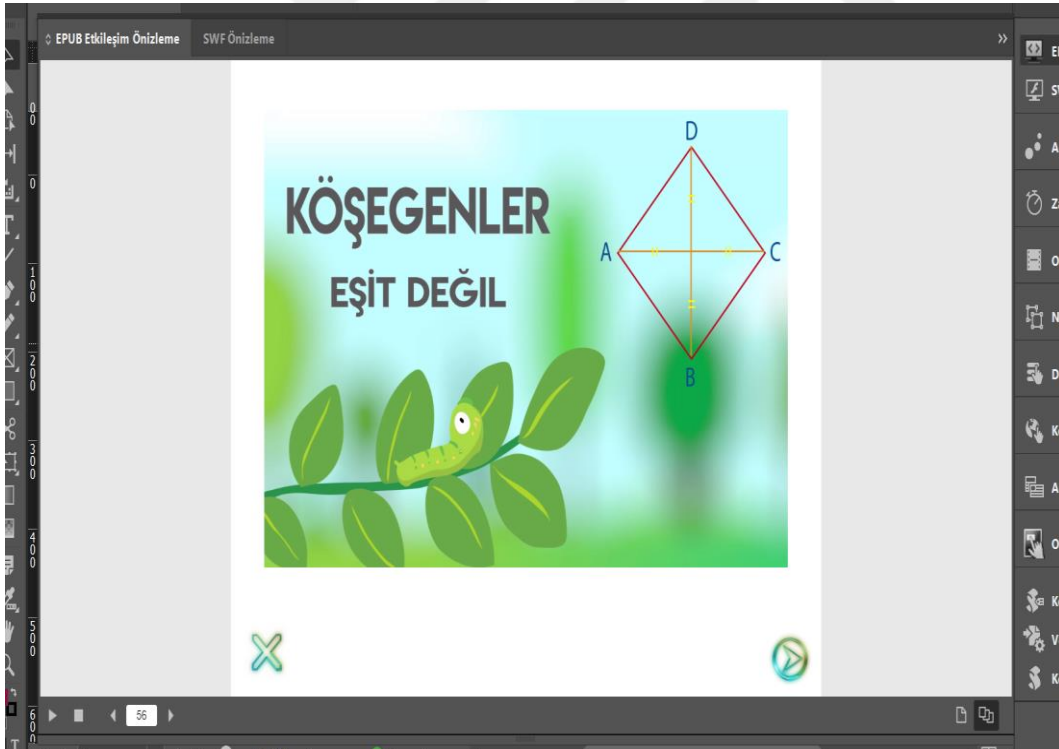 EPUB Etkileşim Önizleme SWF Önizleme
D
KÖŞEGENLER
A C
EŞİT DEĞIL
B
56